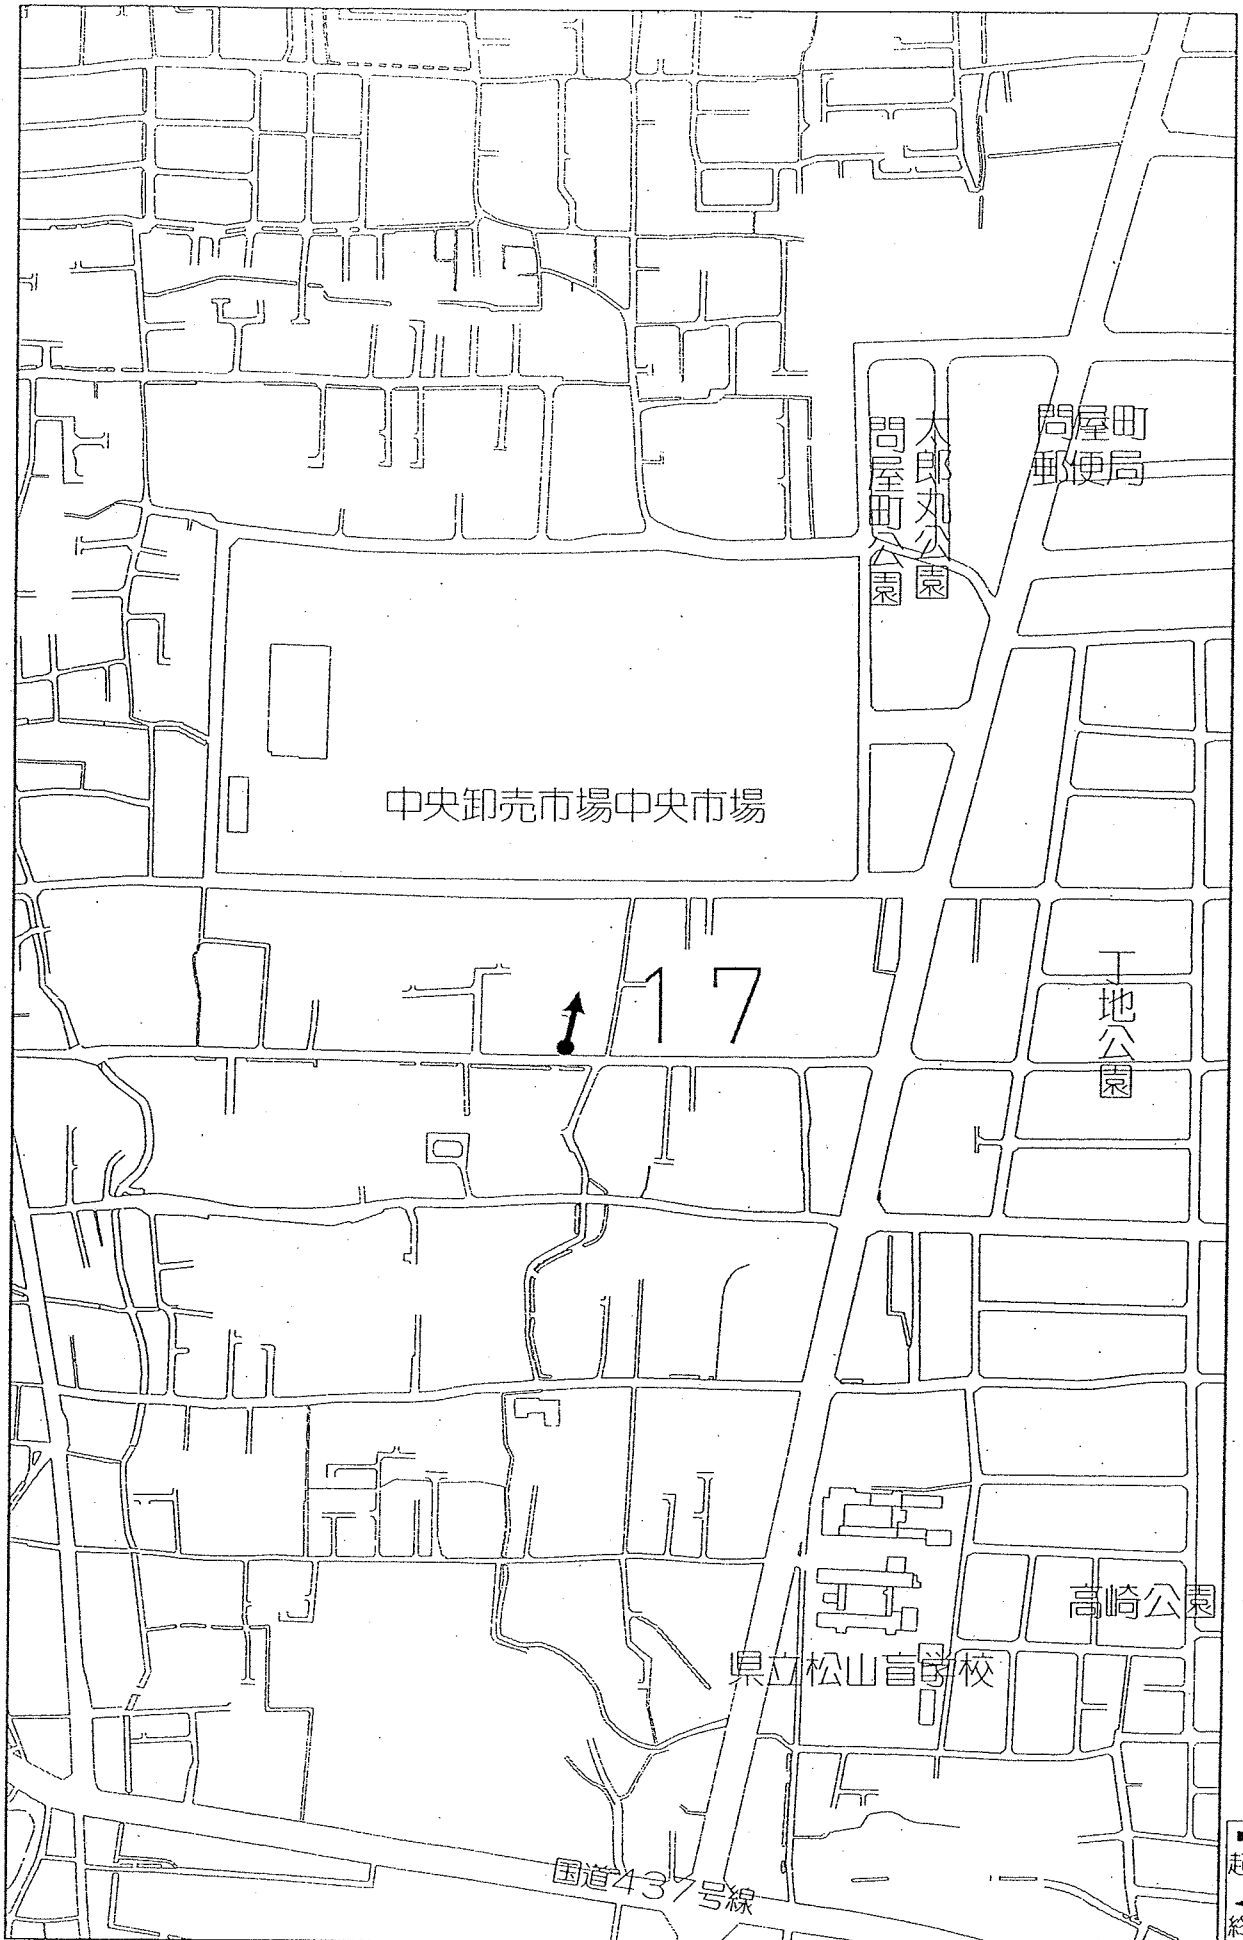 問屋町
郵便局
太郎丸公園
問屋町公園
中央卸売市場中央市場
丁地公園
17
高崎公園
県立松山盲学校
国道437号線
起
終